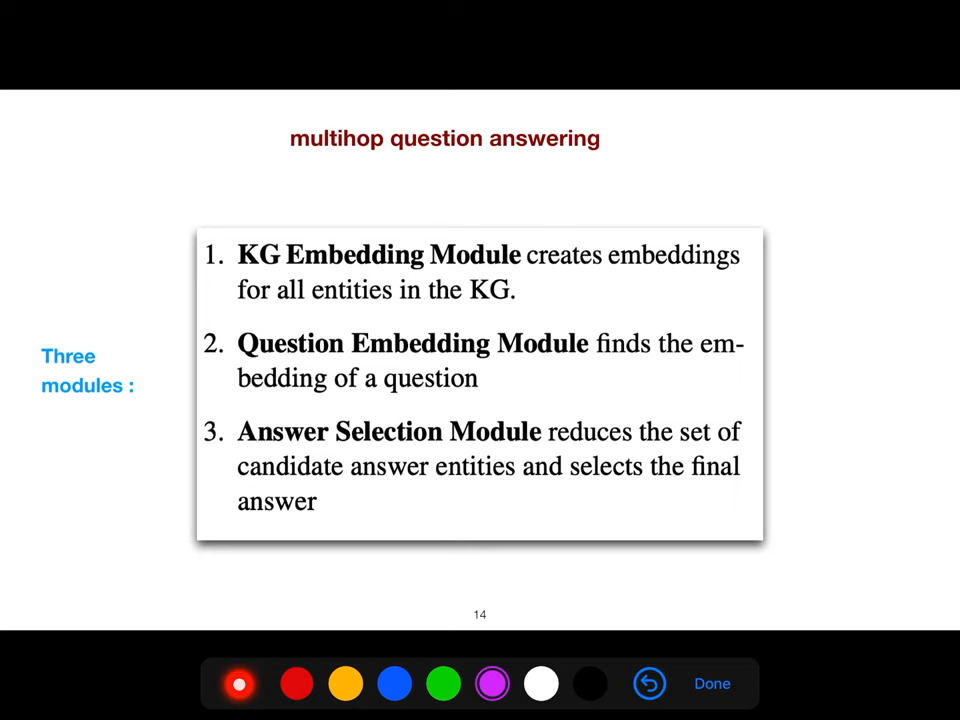 multihop question answering
1. KG Embedding Module creates embeddings
for all entities in the KG.
2. Question Embedding Module finds the em-
bedding of a question
3. Answer Selection Module reduces the set of
candidate answer entities and selects the final
answer
Three
modules :
14
Done